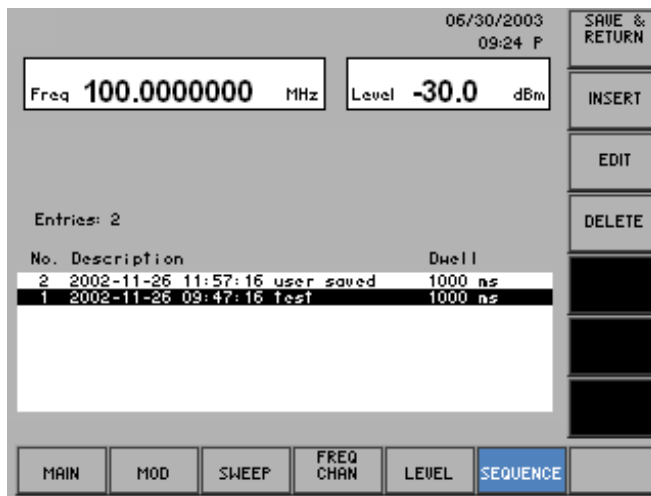 06/30/2003
09:24 P
SAVE &
RETURN
Freq 100.0000000 MHz
Level -30.0 dBm
INSERT
EDIT
Entries: 2
DELETE
No. Description Dwell
2 2002-11-26 11:57:16 user saved 1000 ms
1 2002-11-26 09:47:16 test 1000 ms
MAIN
MOD
SWEEP
FREQ
CHAN
LEVEL
SEQUENCE